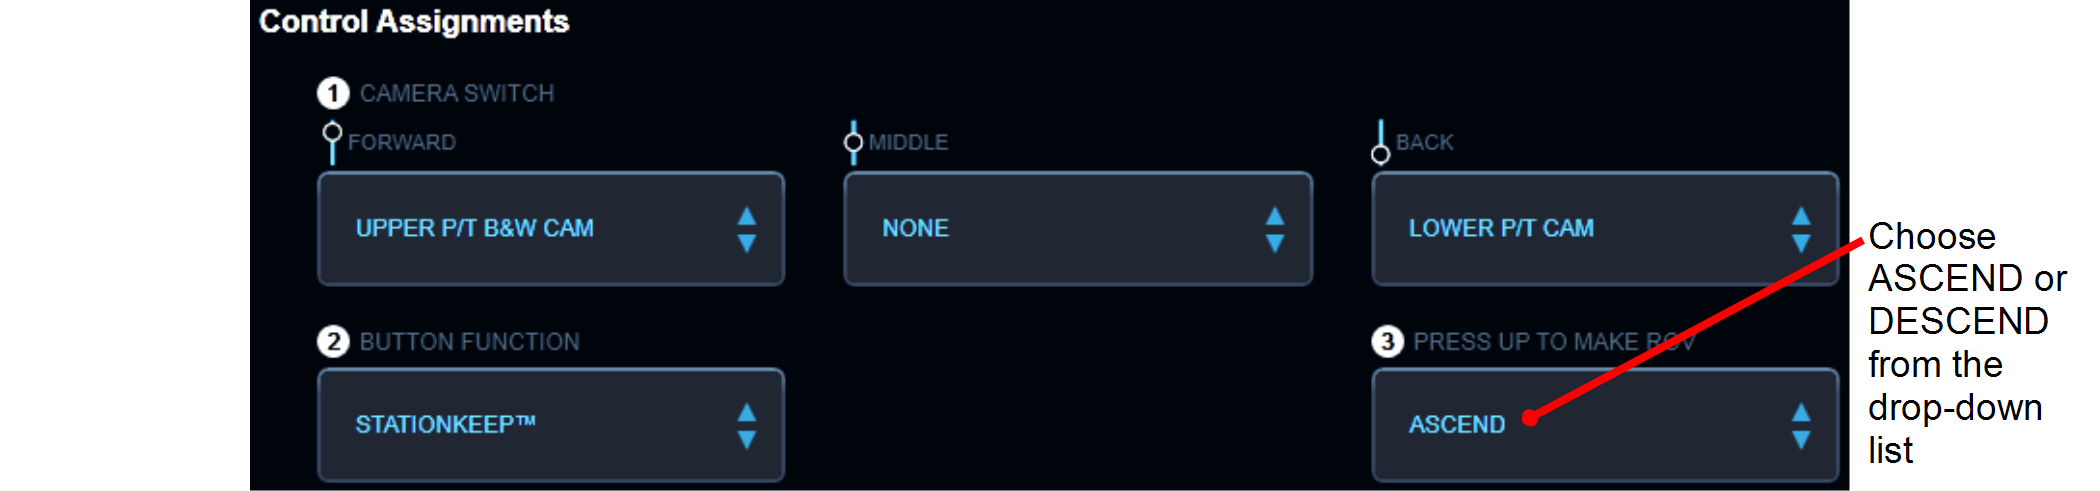 Control Assignments
1 CAMERA SWITCH
FORWARD
MIDDLE
BACK
UPPER P/T B&W CAM
NONE
LOWER P/T CAM
2 BUTTON FUNCTION
3 PRESS UP TO MAKE ROV
STATIONKEEP™
ASCEND
Choose
ASCEND or
DESCEND
from the
drop-down
list